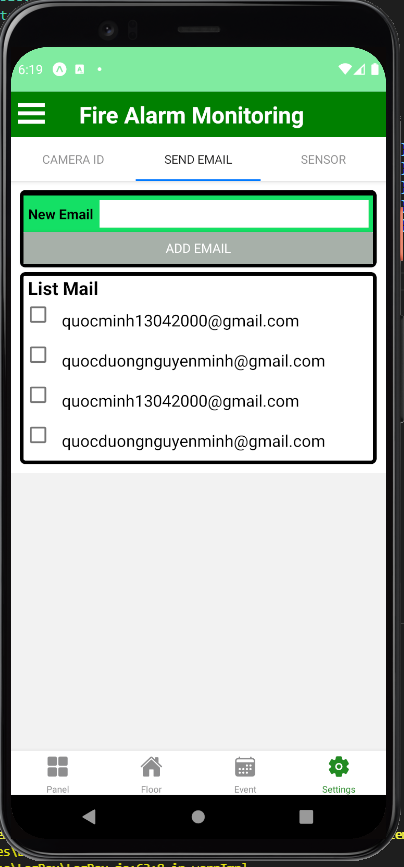 6:19
Fire Alarm Monitoring
CAMERA ID SEND EMAIL SENSOR
New Email
ADD EMAIL
List Mail
quocminh13042000@gmail.com
quocduongnguyenminh@gmail.com
quocminh13042000@gmail.com
quocduongnguyenminh@gmail.com
Panel Floor Event Settings